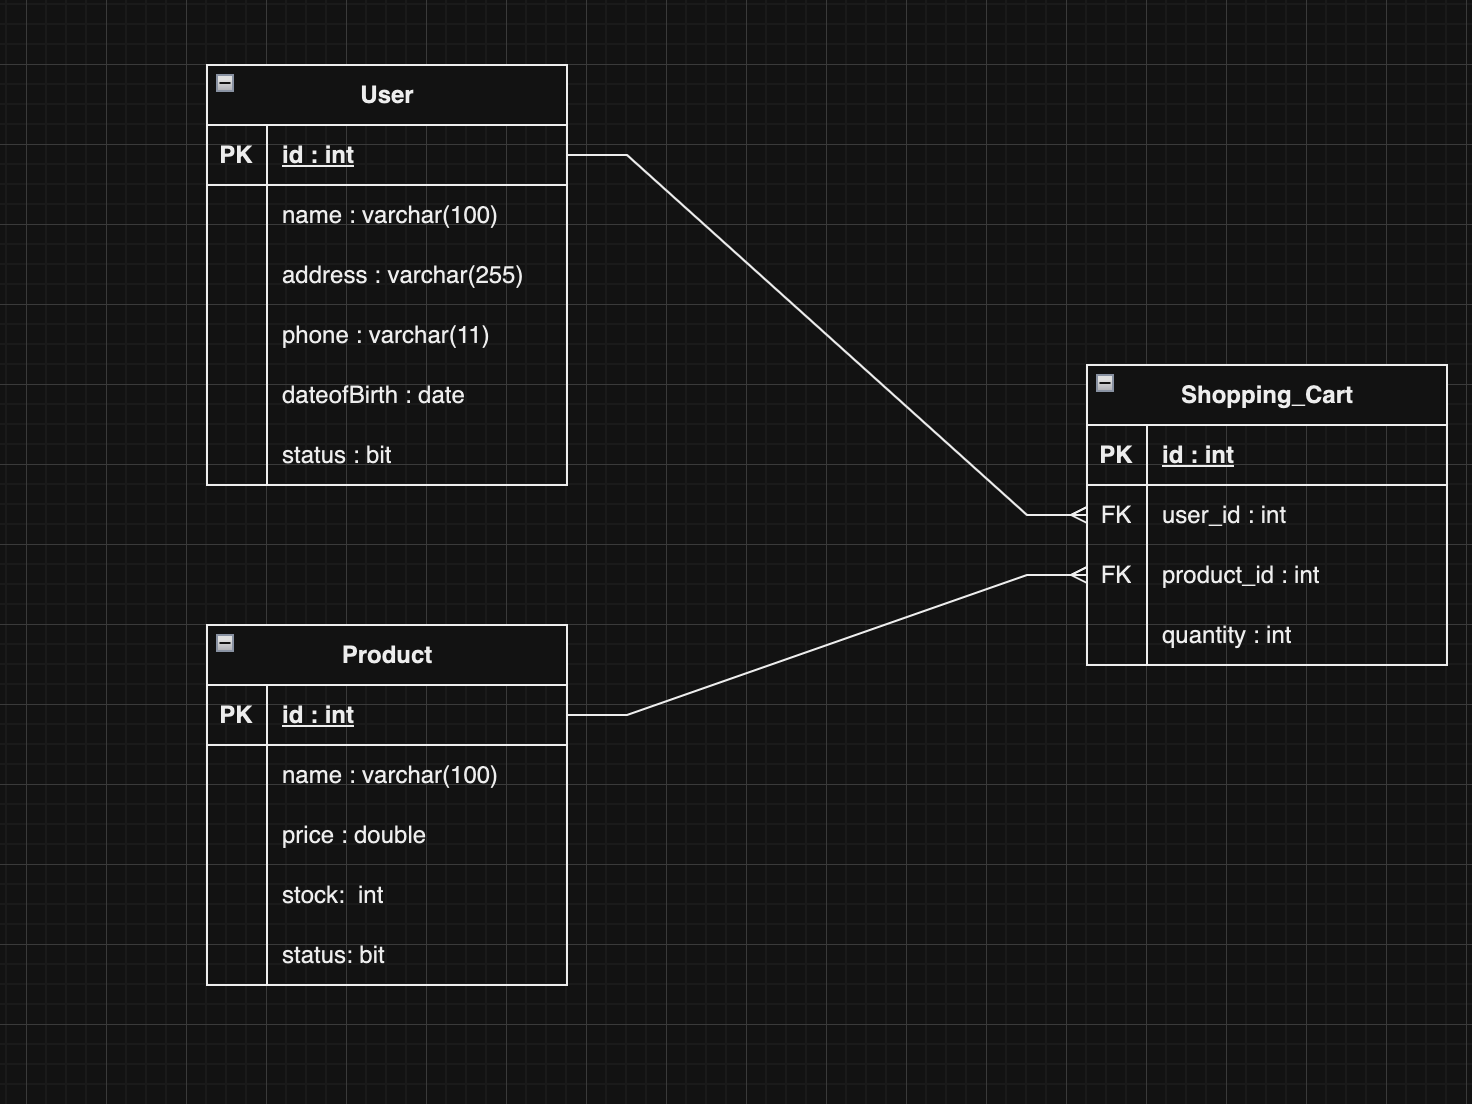 User
PK id : int
name : varchar(100)
address : varchar(255)
phone : varchar(11)
dateofBirth : date
status : bit
Product
PK id : int
name : varchar(100)
price : double
stock:  int
status: bit
Shopping_Cart
PK id : int
FK user_id : int
FK product_id : int
quantity : int